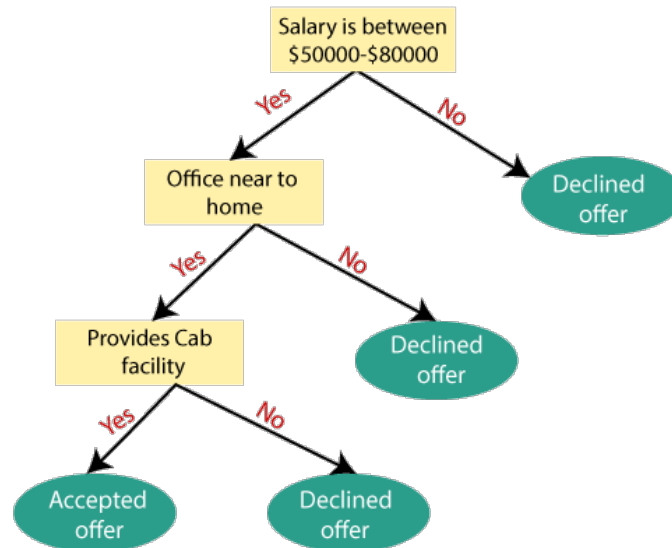 Salary is between
$50000-$80000
Yes
No
Office near to
home
Declined
offer
Yes
No
Provides Cab
facility
Declined
offer
Yes
No
Accepted
offer
Declined
offer